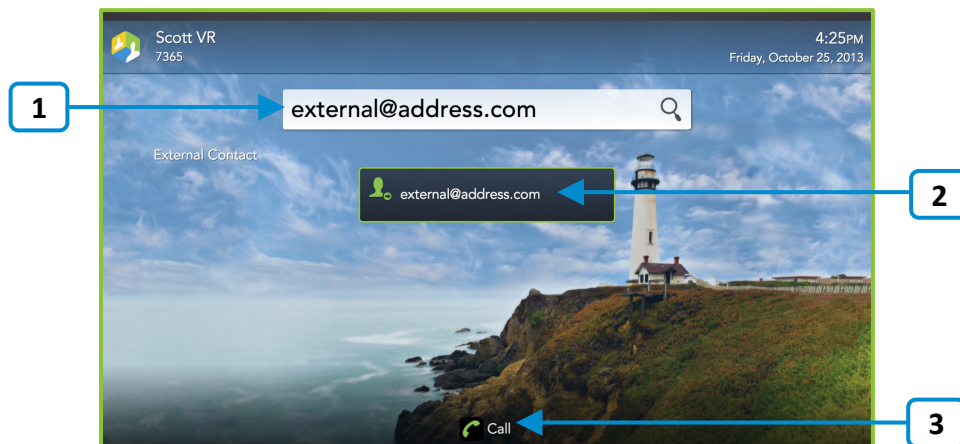 Scott VR
7365
4:25PM
Friday, October 25, 2013
1
external@address.com
External Contact
external@address.com
2
Call
3